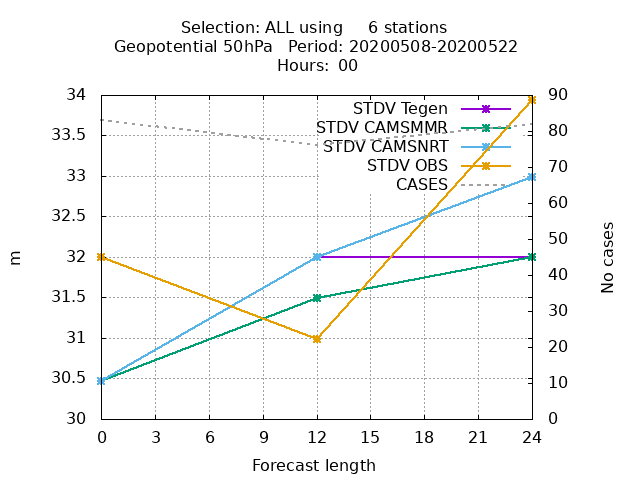 Selection: ALL using     6 stations
Geopotential 50hPa   Period: 20200508-20200522
Hours:  00
34
33.5
33
32.5
32
31.5
31
30.5
30
m
STDV Tegen
STDV CAMSMMR
STDV CAMSNRT
STDV OBS
CASES
90
80
70
60
50
40
30
20
10
0
No cases
0 3 6 9 12 15 18 21 24
Forecast length